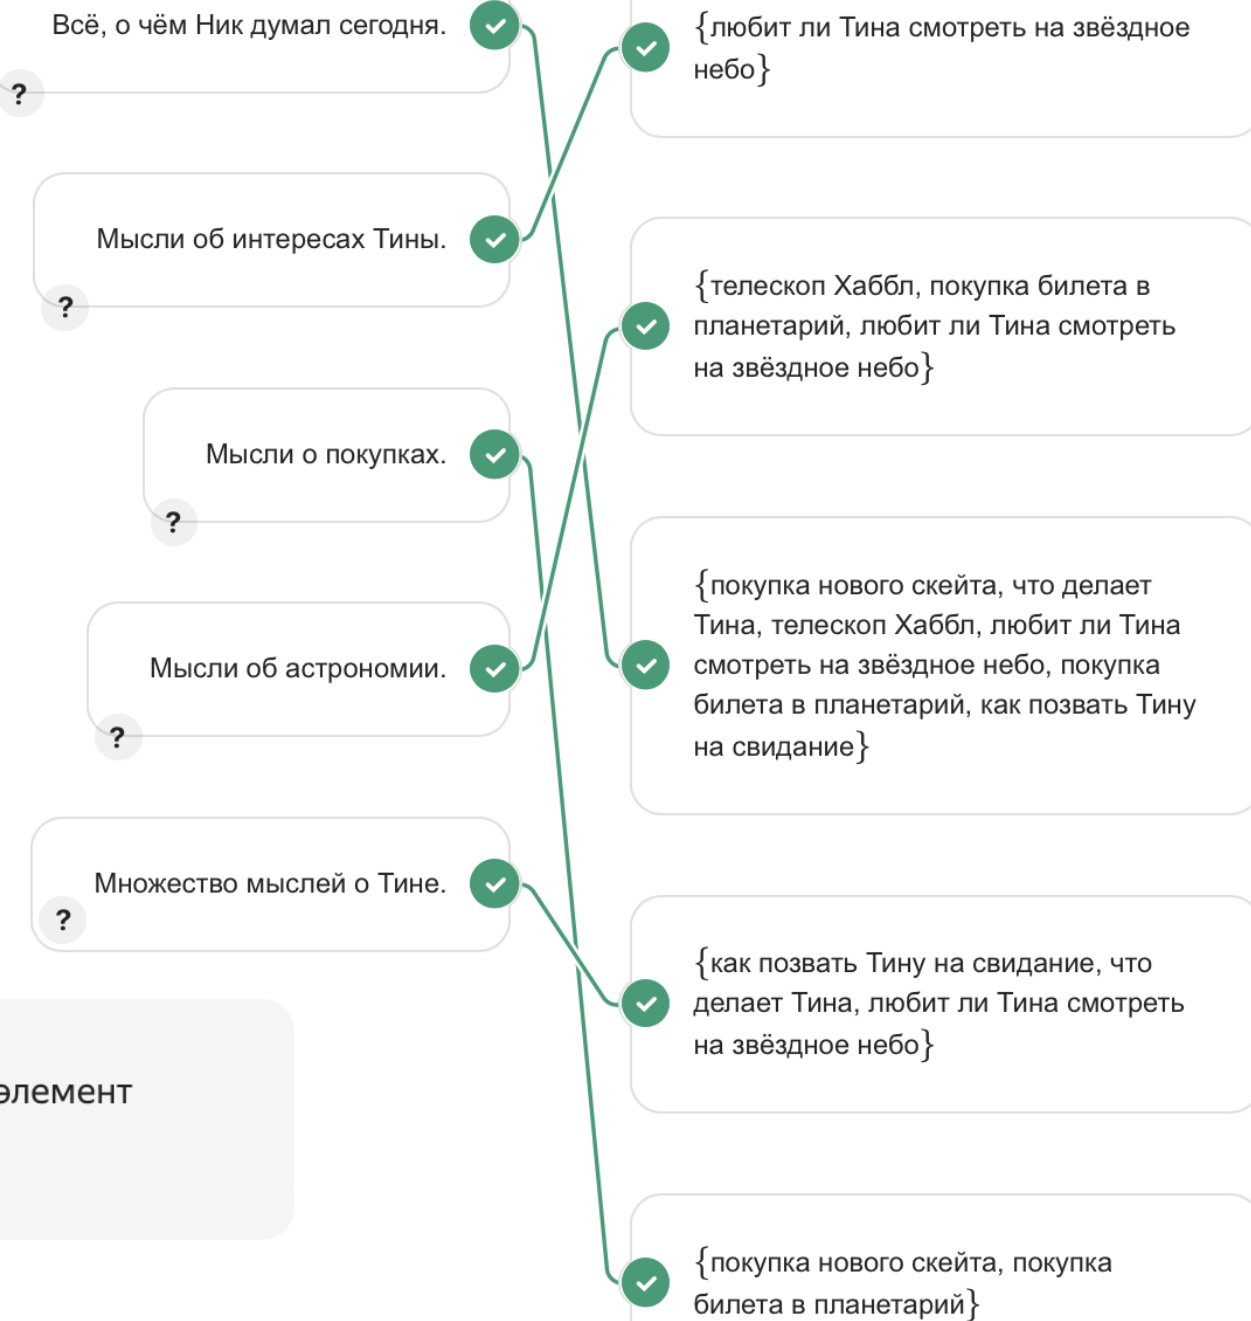 Всё, о чём Ник думал сегодня.
?
Мысли об интересах Тины.
?
Мысли о покупках.
?
Мысли об астрономии.
?
Множество мыслей о Тине.
?
элемент
{любит ли Тина смотреть на звёздное
небо}
{телескоп Хаббл, покупка билета в
планетарий, любит ли Тина смотреть
на звёздное небо}
{покупка нового скейта, что делает
Тина, телескоп Хаббл, любит ли Тина
смотреть на звёздное небо, покупка
билета в планетарий, как позвать Тину
на свидание}
{как позвать Тину на свидание, что
делает Тина, любит ли Тина смотреть
на звёздное небо}
{покупка нового скейта, покупка
билета в планетарий}